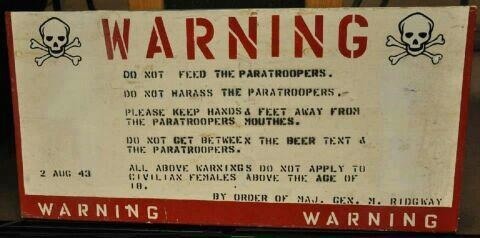 WARNING
DO NOT FEED THE PARATROOPERS.
DO NOT HARASS THE PARATROOPERS.
PLEASE KEEP HANDS & FEET AWAY FROM
THE PARATROOPERS MOUTHES.
DO NOT GET BETWEEN THE BEER TENT &
THE PARATROOPERS.
2 AUG 43 ALL ABOVE WARNINGS DO NOT APPLY TO
CIVILIAN FEMALES ABOVE THE AGE OF
18.
BY ORDER OF MAJ. GEN. M. RIDGWAY
WARNING WARNING